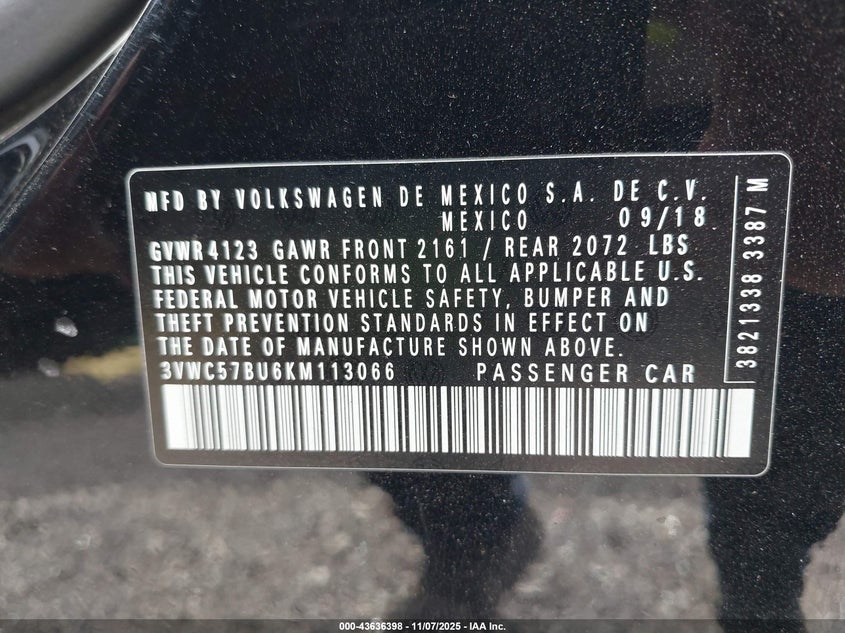 MFD BY VOLKSWAGEN DE MEXICO S.A. DE C.V.
MEXICO 09/18
GVWR4123 GAWR FRONT 2161 / REAR 2072 LBS
THIS VEHICLE CONFORMS TO ALL APPLICABLE U.S.
FEDERAL MOTOR VEHICLE SAFETY, BUMPER AND
THEFT PREVENTION STANDARDS IN EFFECT ON
THE DATE OF MANUFACTURE SHOWN ABOVE.
3VWC57BU6KM113066 PASSENGER CAR
3821338 3387 M
000-43636398 - 11/07/2025 - IAA Inc.